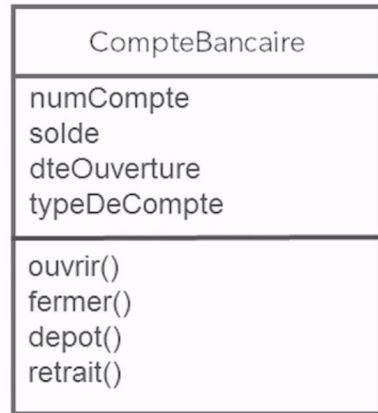 CompteBancaire
numCompte
solde
dteOuverture
typeDeCompte
ouvrir()
fermer()
depot()
retrait()